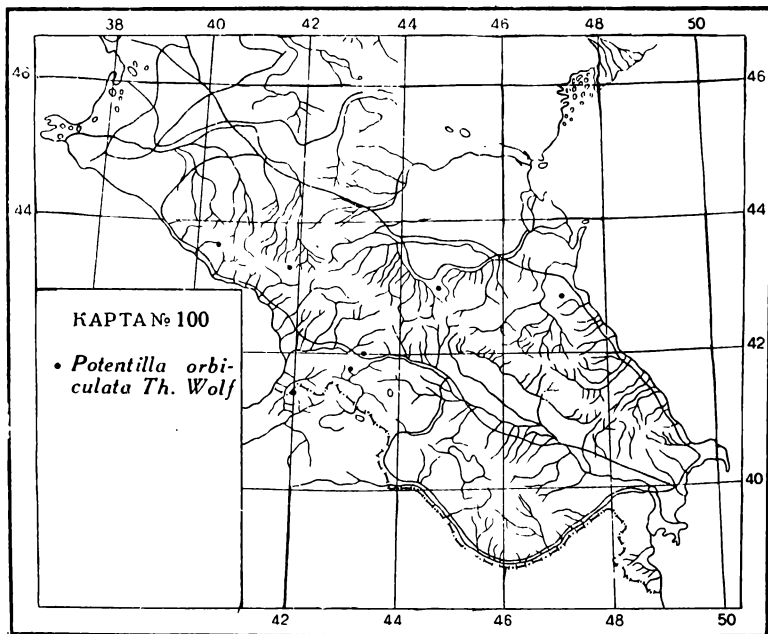 38 40 42 44 46 48 50
46 46
44 44
КАРТА № 100
• Potentilla orbi-
culata Th. Wolf
42
40
42 44 46 48 50